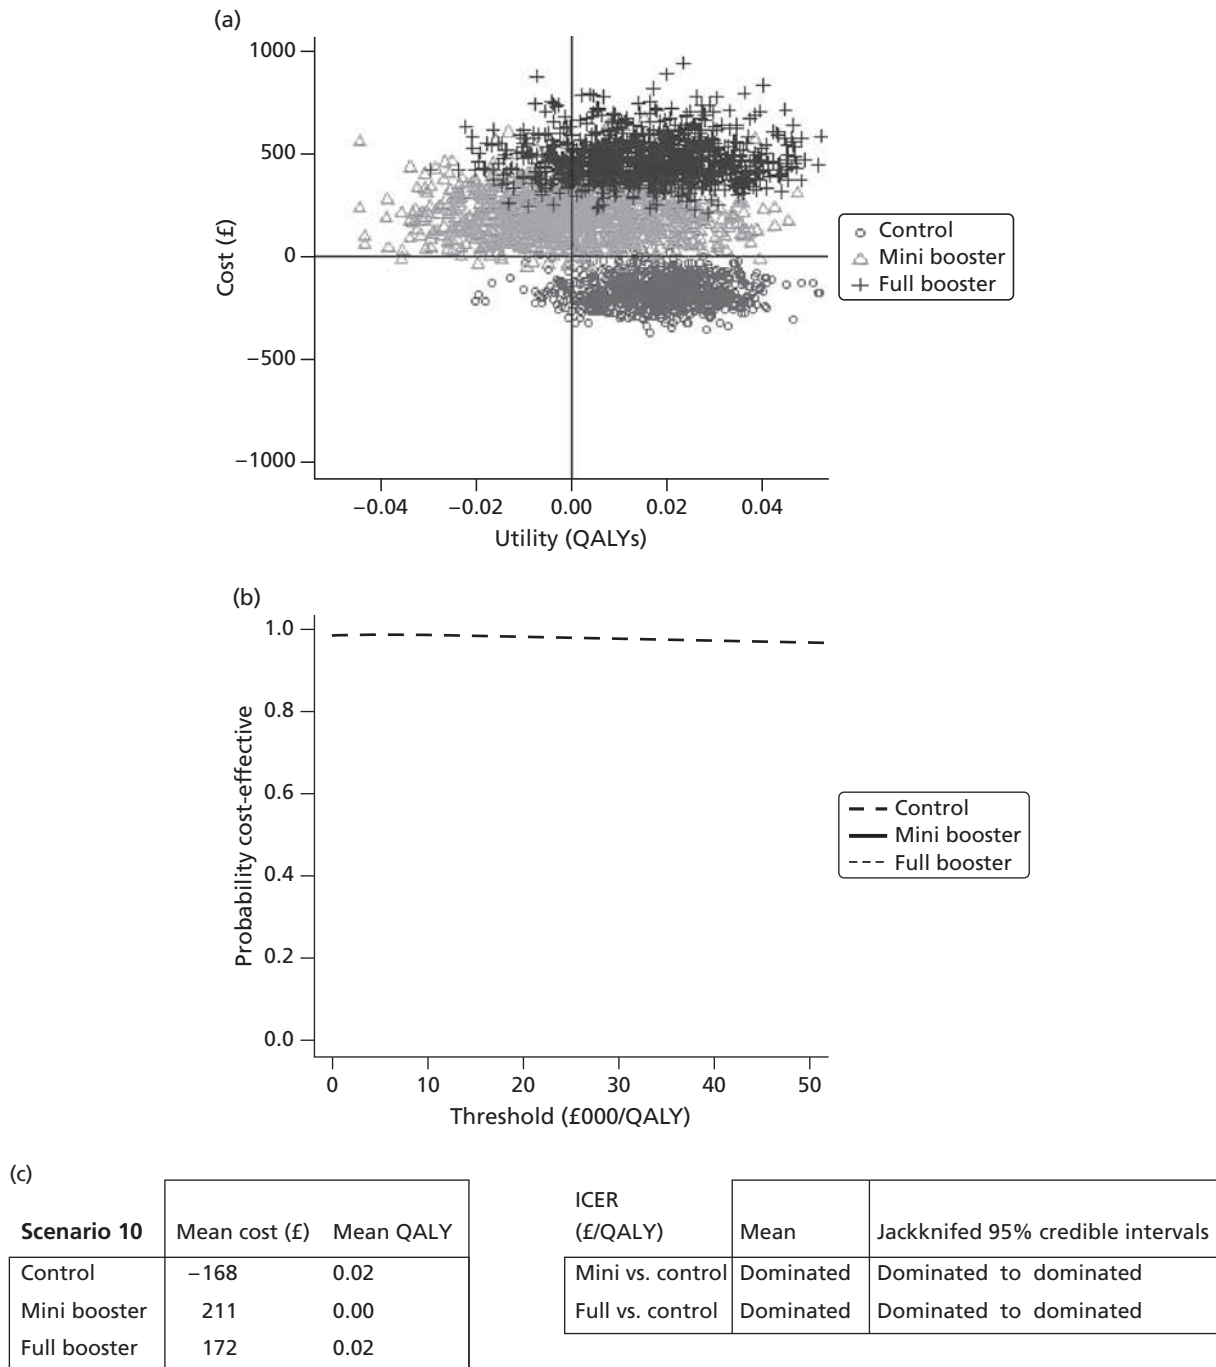 (a)
1000
500
0
−500
−1000
Cost (£)
−0.04 −0.02 0.00 0.02 0.04
Utility (QALYs)
Control
Mini booster
Full booster
(b)
1.0
0.8
0.6
0.4
0.2
0.0
Probability cost-effective
0 10 20 30 40 50
Threshold (£000/QALY)
Control
Mini booster
Full booster
(c)
Scenario 10 Mean cost (£) Mean QALY
Control −168 0.02
Mini booster 211 0.00
Full booster 172 0.02
ICER
(£/QALY) Mean Jackknifed 95% credible intervals
Mini vs. control Dominated Dominated to dominated
Full vs. control Dominated Dominated to dominated